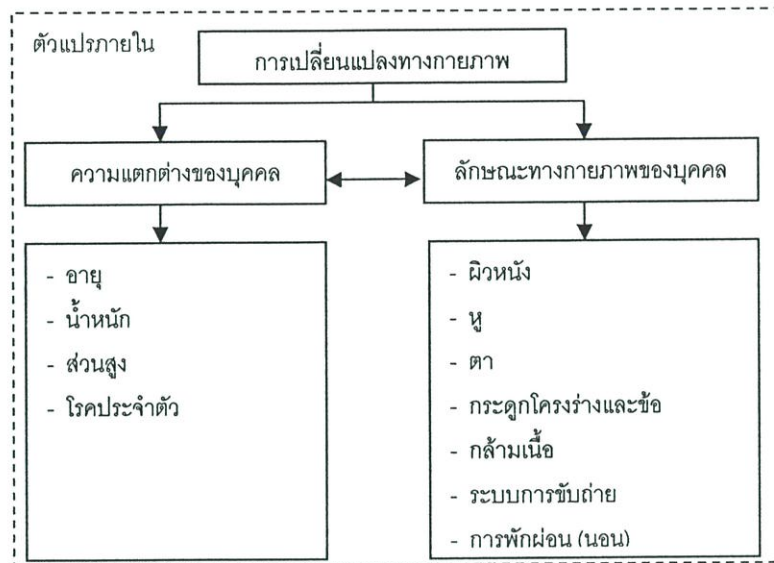 ตัวแปรภายใน
การเปลี่ยนแปลงทางกายภาพ
ความแตกต่างของบุคคล
ลักษณะทางกายภาพของบุคคล
- อายุ
- น้ำหนัก
- ส่วนสูง
- โรคประจำตัว
- ผิวหนัง
- หู
- ตา
- กระดูกโครงร่างและข้อ
- กล้ามเนื้อ
- ระบบการขับถ่าย
- การพักผ่อน (นอน)